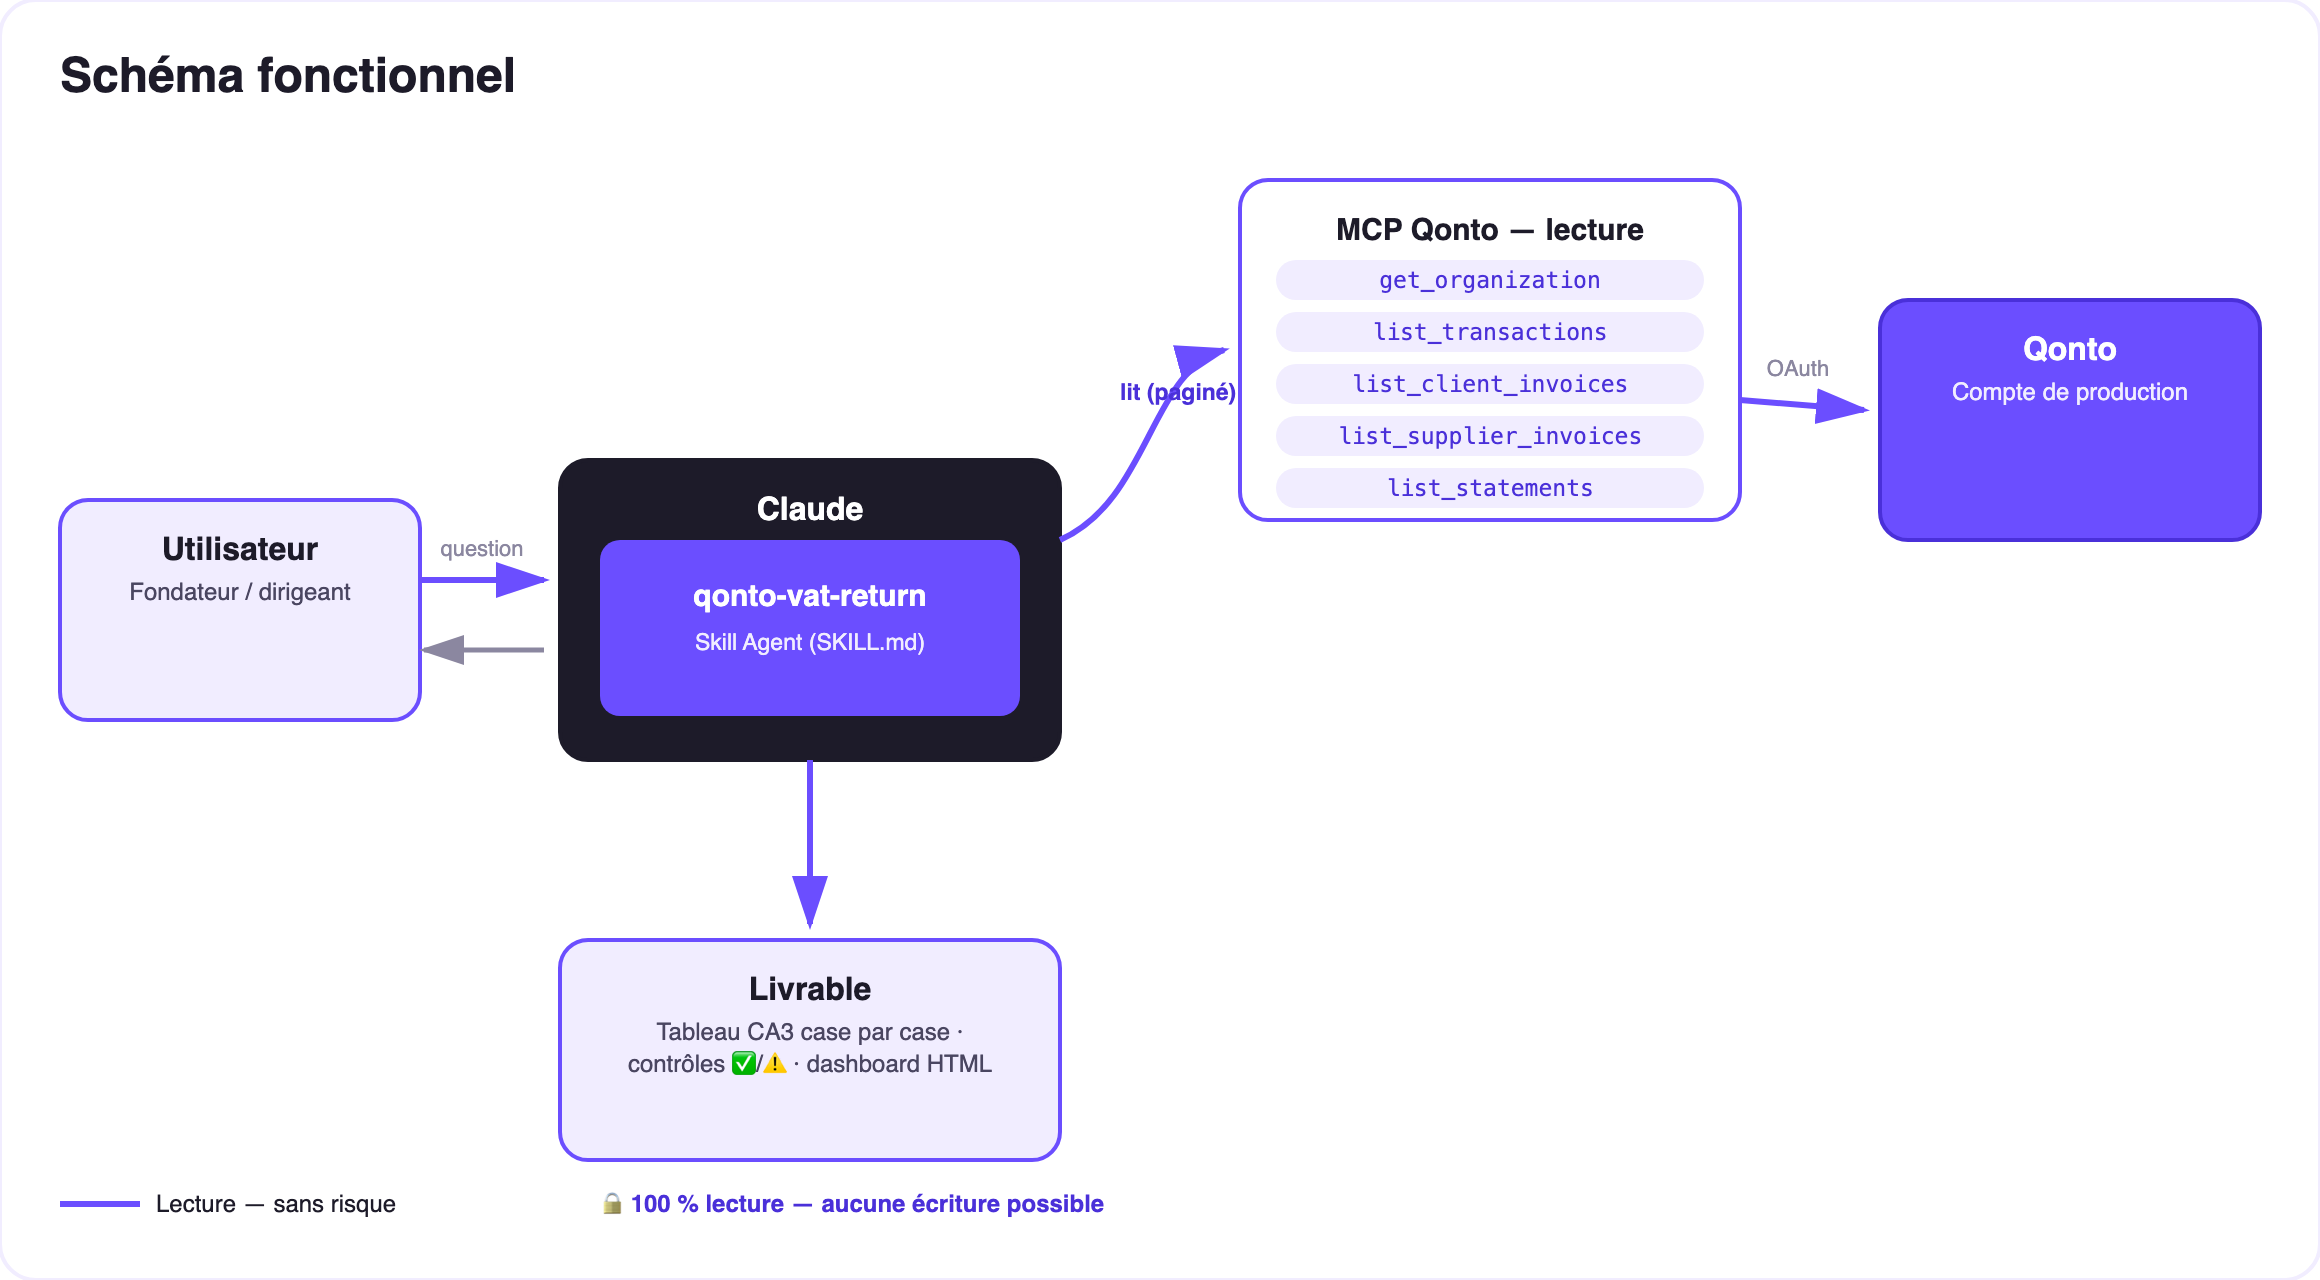 Schéma fonctionnel
MCP Qonto — lecture
get_organization
list_transactions
list_client_invoices
list_supplier_invoices
list_statements
lit (paginé)
OAuth
Qonto
Compte de production
Utilisateur
Fondateur / dirigeant
question
Claude
qonto-vat-return
Skill Agent (SKILL.md)
Livrable
Tableau CA3 case par case ·
contrôles ✅/⚠️ · dashboard HTML
Lecture — sans risque
🔒 100 % lecture — aucune écriture possible